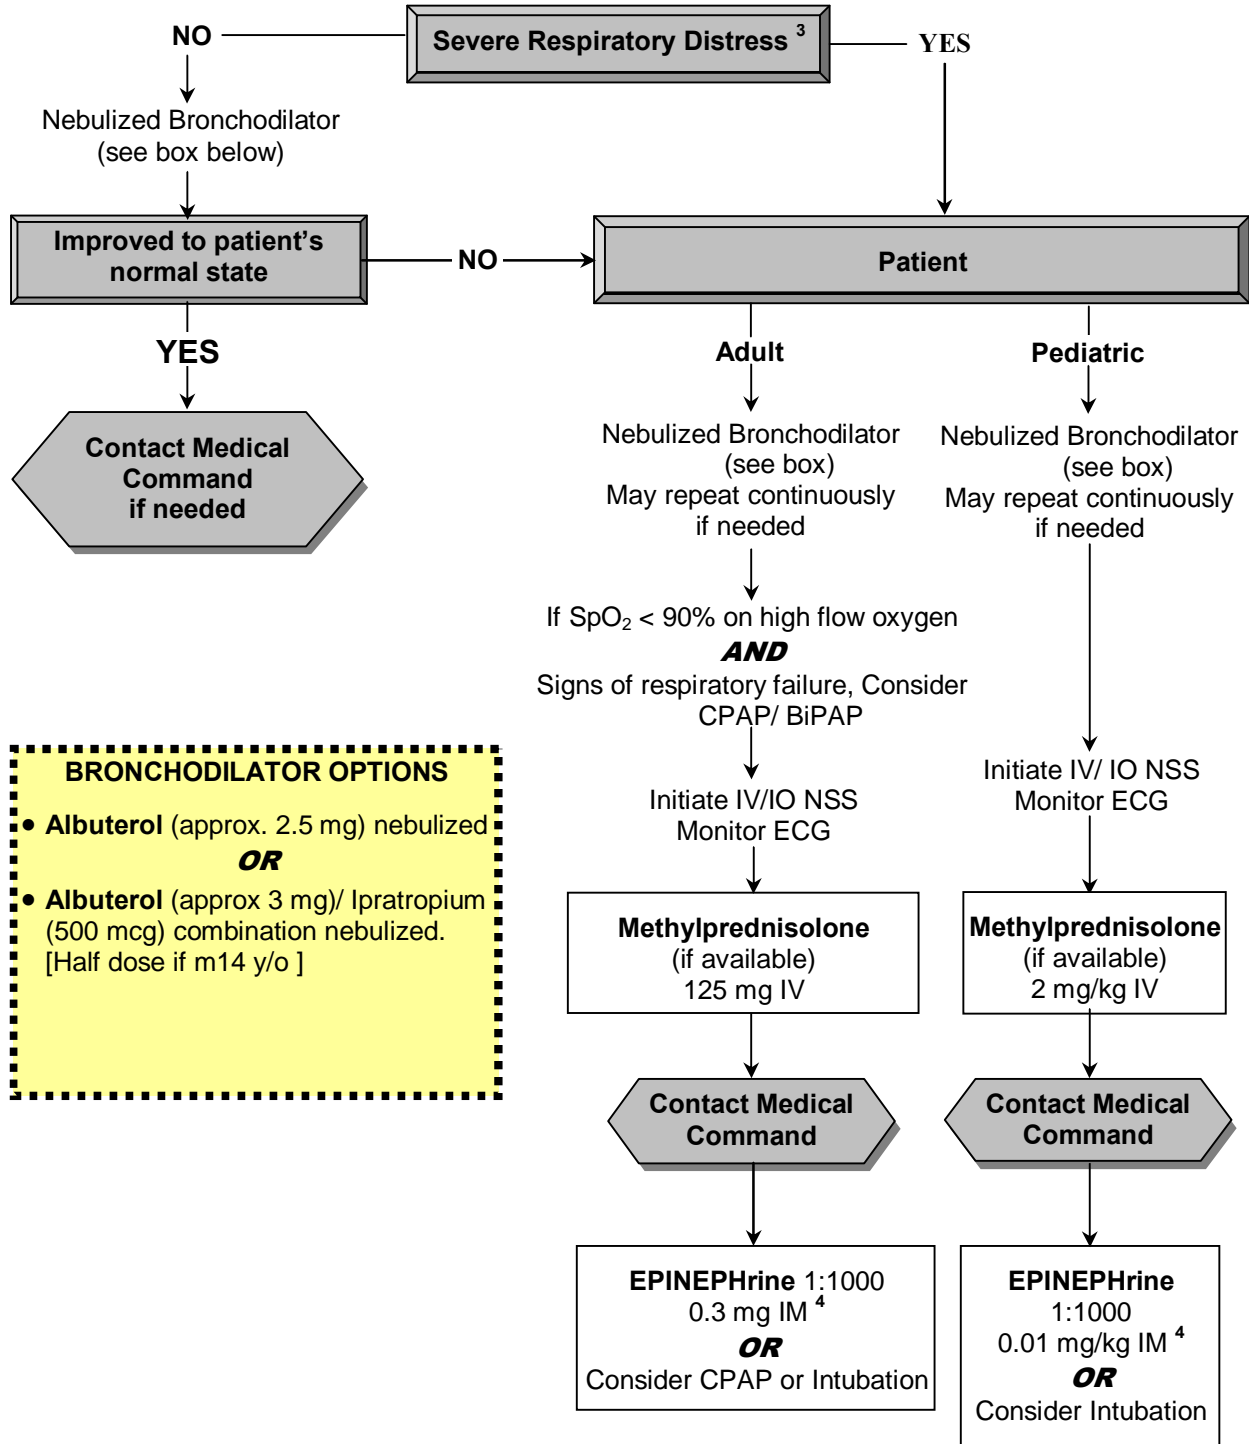 Severe Respiratory Distress ³
NO
YES
Nebulized Bronchodilator
(see box below)
Improved to patient's
normal state
NO
Patient
YES
Contact Medical
Command
if needed
Adult
Nebulized Bronchodilator
(see box)
May repeat continuously
if needed
If SpO₂ < 90% on high flow oxygen
AND
Signs of respiratory failure, Consider
CPAP/ BiPAP
Initiate IV/IO NSS
Monitor ECG
Methylprednisolone
(if available)
125 mg IV
Contact Medical
Command
EPINEPHrine 1:1000
0.3 mg IM ⁴
OR
Consider CPAP or Intubation
Pediatric
Nebulized Bronchodilator
(see box)
May repeat continuously
if needed
Initiate IV/ IO NSS
Monitor ECG
Methylprednisolone
(if available)
2 mg/kg IV
Contact Medical
Command
EPINEPHrine
1:1000
0.01 mg/kg IM ⁴
OR
Consider Intubation
BRONCHODILATOR OPTIONS
• Albuterol (approx. 2.5 mg) nebulized
OR
• Albuterol (approx 3 mg)/ Ipratropium
(500 mcg) combination nebulized.
[Half dose if m14 y/o ]